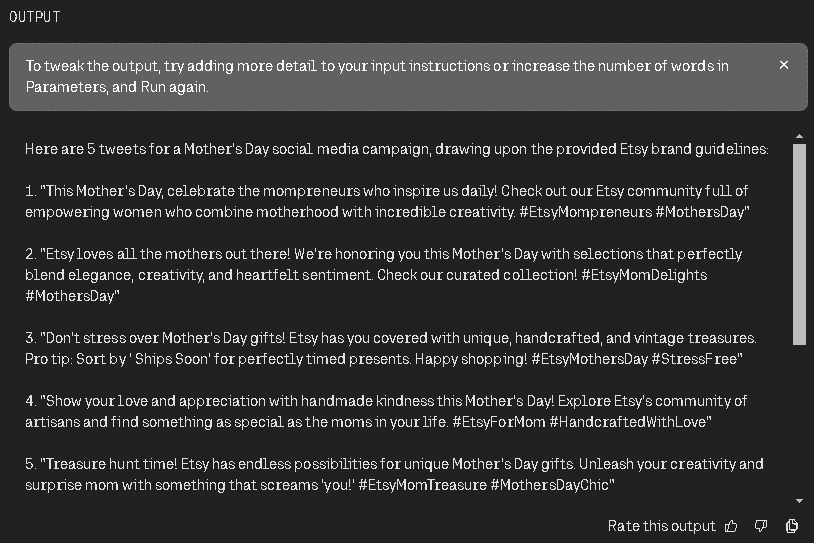 OUTPUT
To tweak the output, try adding more detail to your input instructions or increase the number of words in
Parameters, and Run again.
Here are 5 tweets for a Mother's Day social media campaign, drawing upon the provided Etsy brand guidelines:
1. "This Mother's Day, celebrate the mompreneurs who inspire us daily! Check out our Etsy community full of
empowering women who combine motherhood with incredible creativity. #EtsyMompreneurs #MothersDay"
2. "Etsy loves all the mothers out there! We're honoring you this Mother's Day with selections that perfectly
blend elegance, creativity, and heartfelt sentiment. Check our curated collection! #EtsyMomDelights
#MothersDay"
3. "Don't stress over Mother's Day gifts! Etsy has you covered with unique, handcrafted, and vintage treasures.
Pro tip: Sort by ' Ships Soon' for perfectly timed presents. Happy shopping! #EtsyMothersDay #StressFree"
4. "Show your love and appreciation with handmade kindness this Mother's Day! Explore Etsy's community of
artisans and find something as special as the moms in your life. #EtsyForMom #HandcraftedWithLove"
5. "Treasure hunt time! Etsy has endless possibilities for unique Mother's Day gifts. Unleash your creativity and
surprise mom with something that screams 'you!' #EtsyMomTreasure #MothersDayChic"
Rate this output